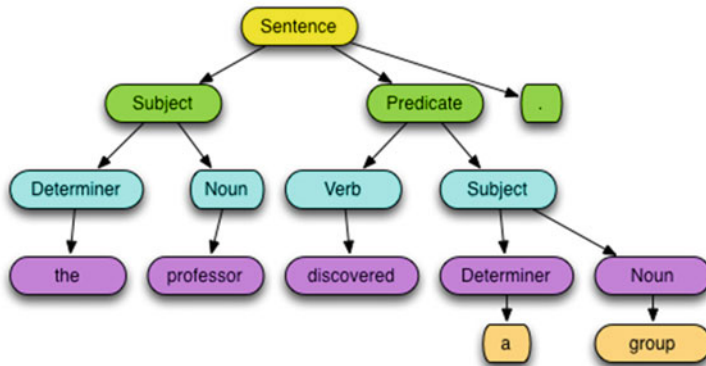 Sentence
Subject Predicate .
Determiner Noun Verb Subject
the professor discovered Determiner Noun
a group